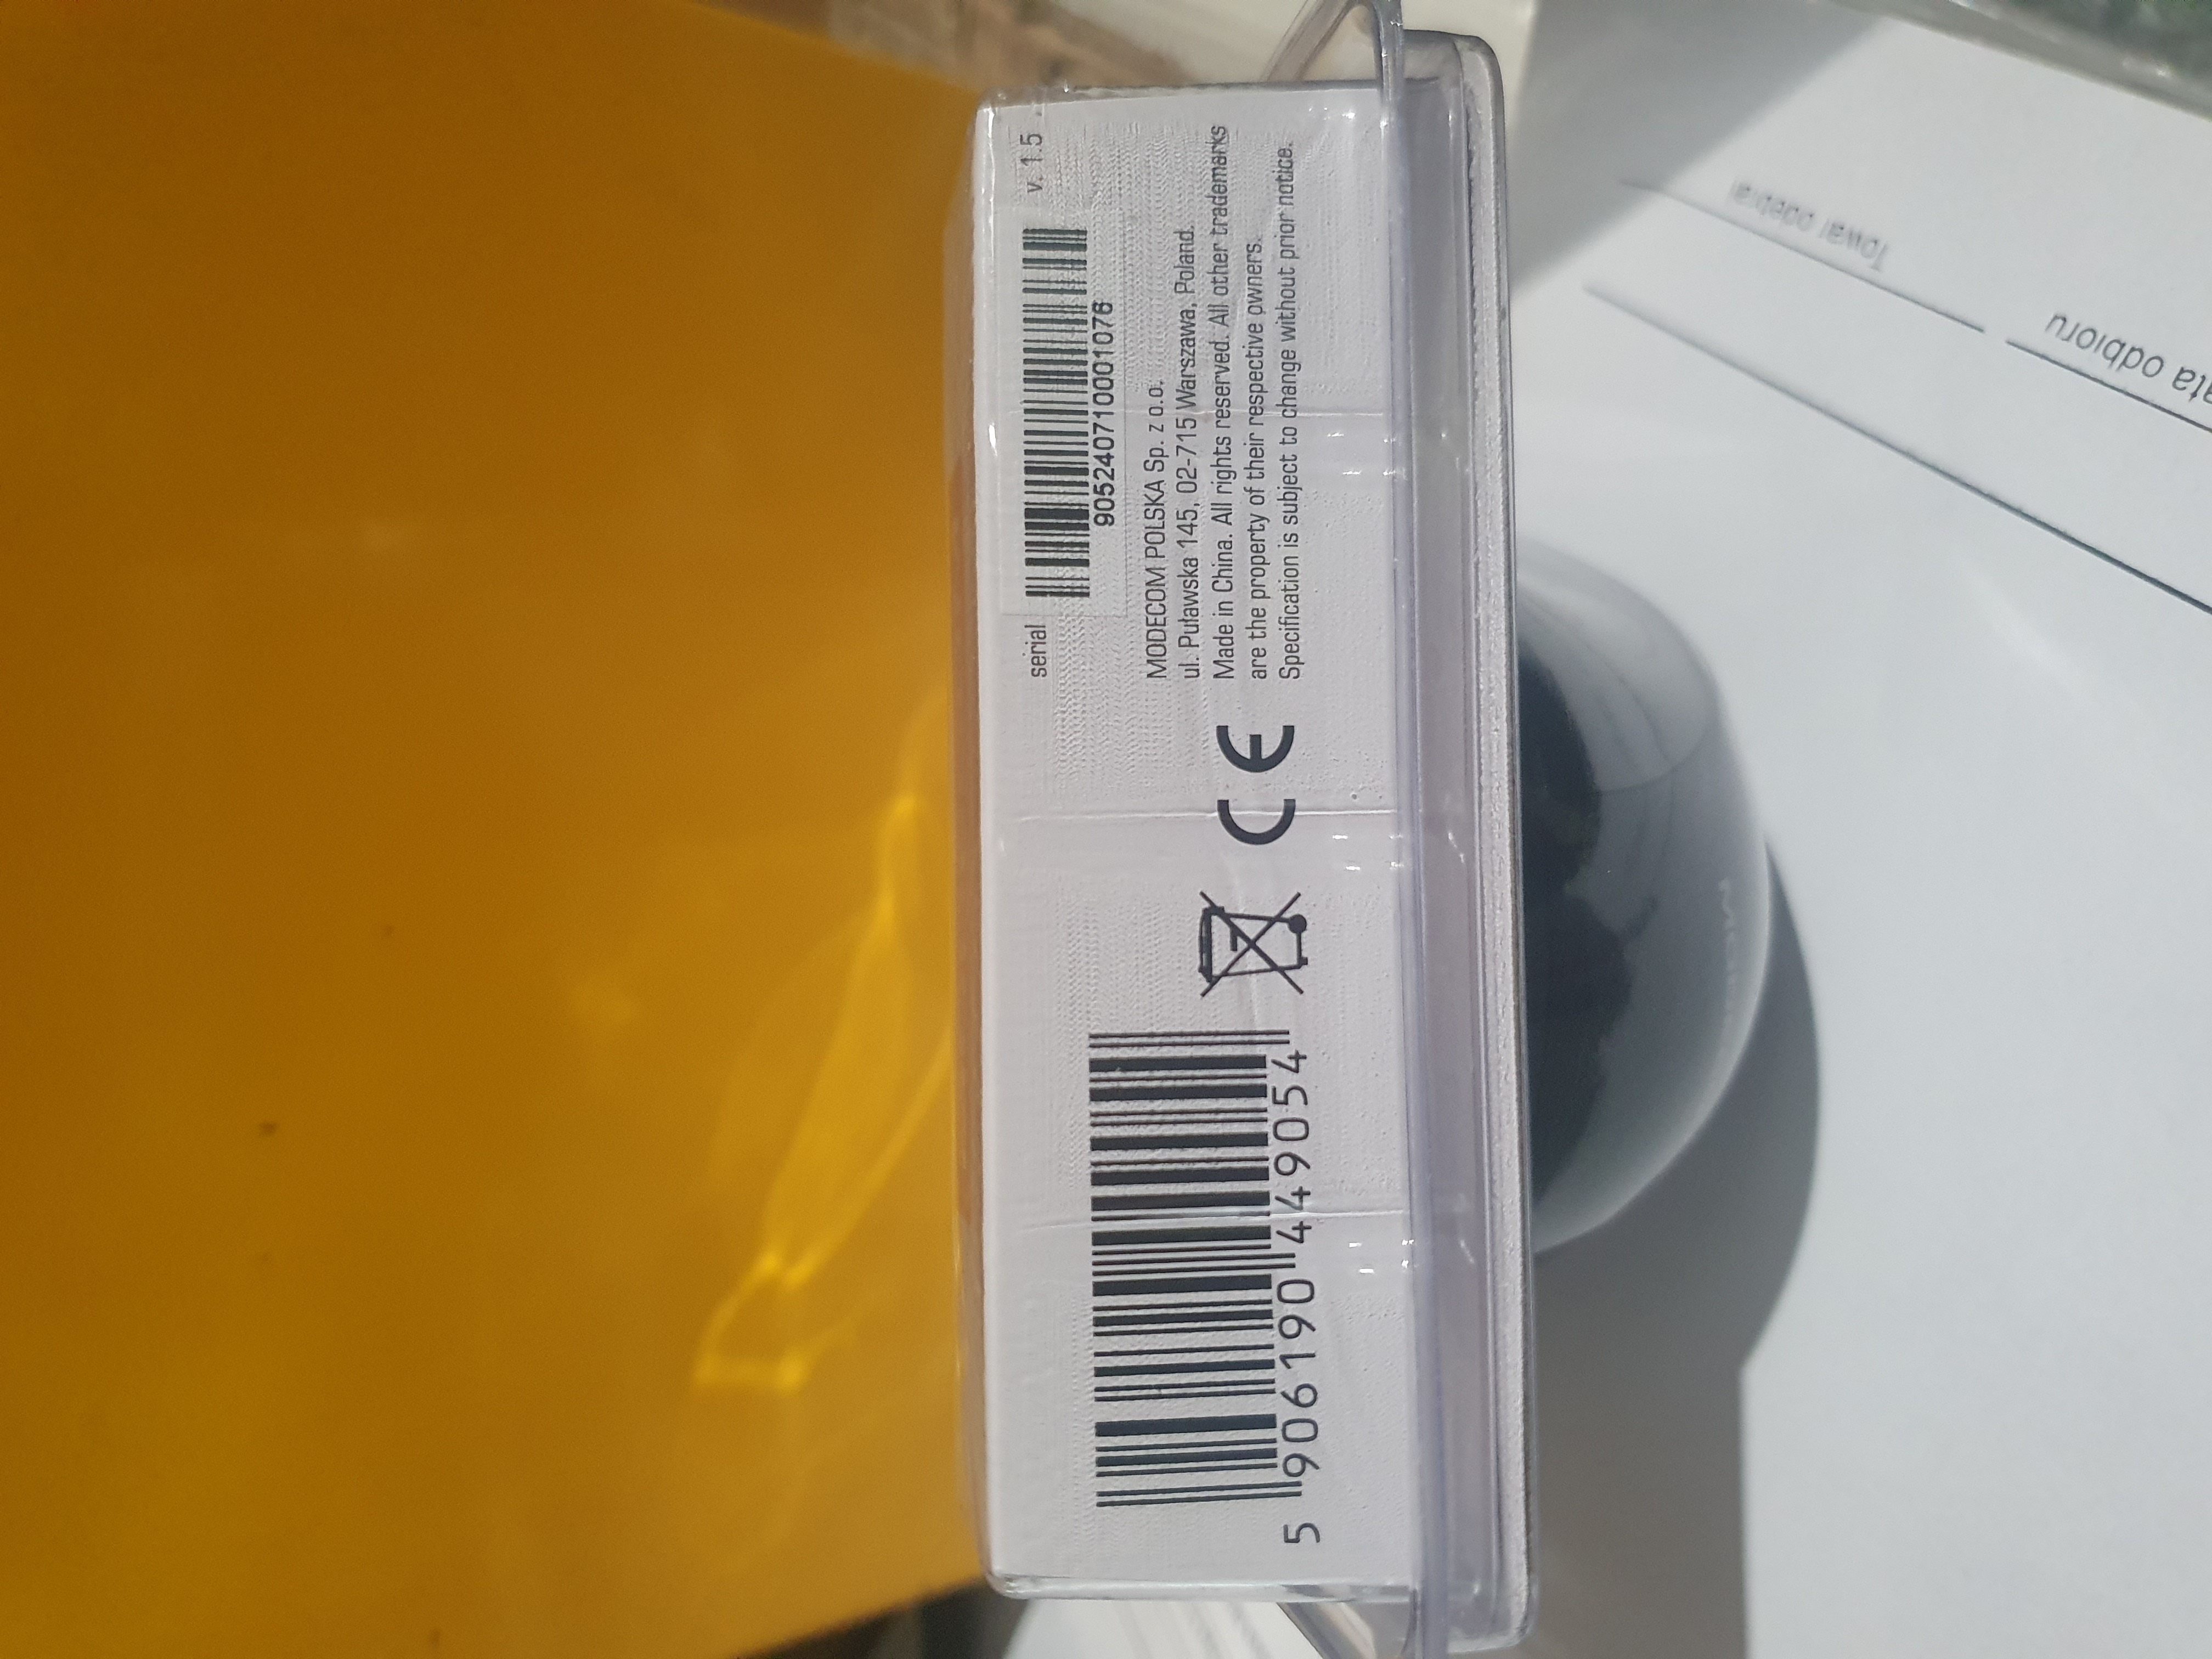 serial
v. 1.5
905240710001076
MODECOM POLSKA Sp. z o.o.
ul. Puławska 145, 02-715 Warszawa, Poland.
Made in China. All rights reserved. All other trademarks
are the property of their respective owners.
Specification is subject to change without prior notice.
CE
5 906190 449054
Towar odebrał
ata odbioru